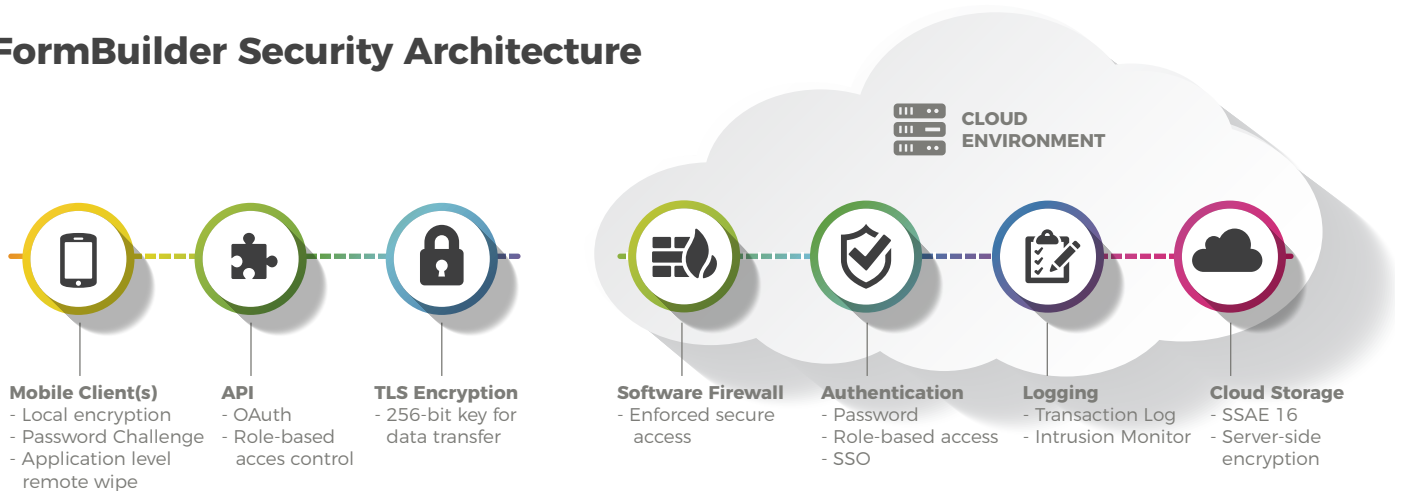 FormBuilder Security Architecture
CLOUD
ENVIRONMENT
Mobile Client(s)
- Local encryption
- Password Challenge
- Application level
remote wipe
API
- OAuth
- Role-based
acces control
TLS Encryption
- 256-bit key for
data transfer
Software Firewall
- Enforced secure
access
Authentication
- Password
- Role-based access
- SSO
Logging
- Transaction Log
- Intrusion Monitor
Cloud Storage
- SSAE 16
- Server-side
encryption